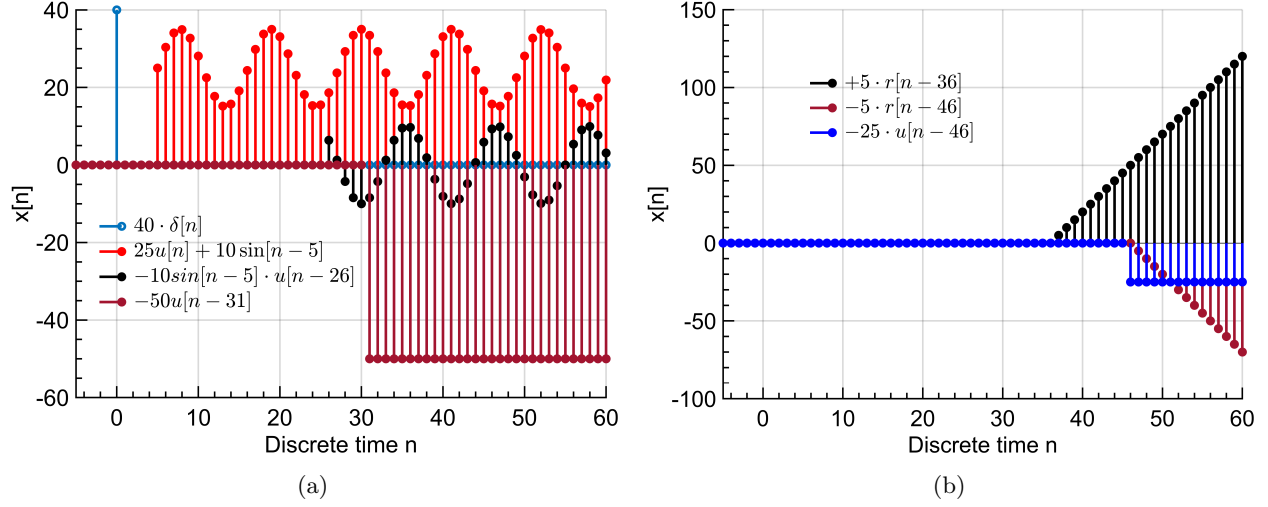 40
20
0
-20
-40
-60
x[n]
40 · δ[n]
25u[n] + 10 sin[n − 5]
−10sin[n − 5] · u[n − 26]
−50u[n − 31]
0 10 20 30 40 50 60
Discrete time n
(a)
150
100
50
0
-50
-100
x[n]
+5 · r[n − 36]
−5 · r[n − 46]
−25 · u[n − 46]
0 10 20 30 40 50 60
Discrete time n
(b)